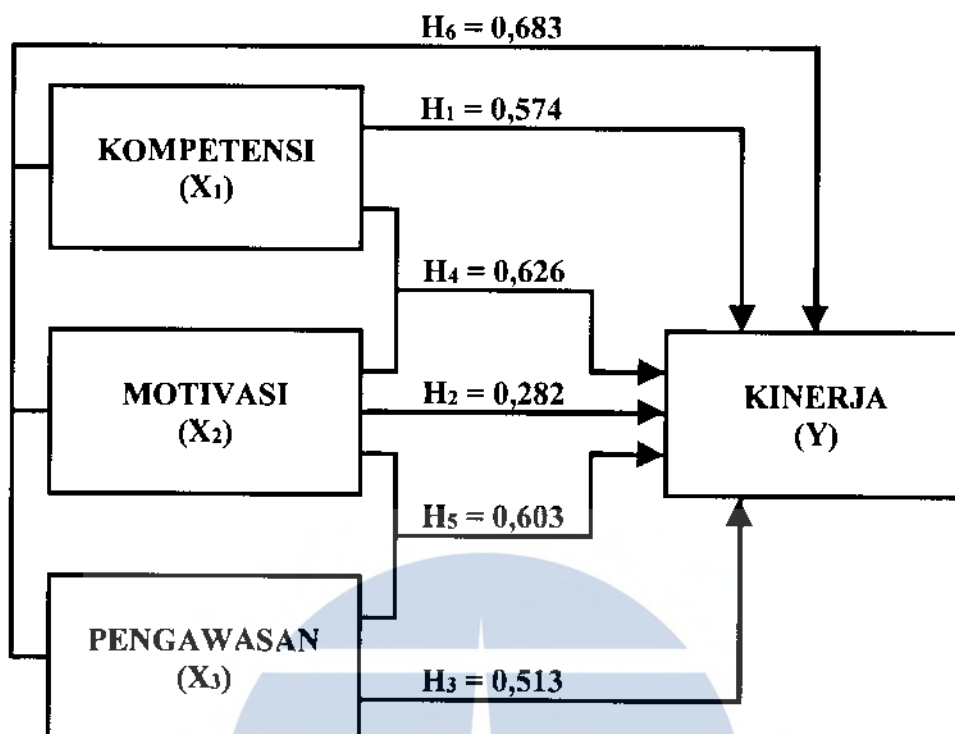 H₆ = 0,683
H₁ = 0,574
KOMPETENSI
(X₁)
H₄ = 0,626
MOTIVASI
(X₂)
H₂ = 0,282
KINERJA
(Y)
H₅ = 0,603
PENGAWASAN
(X₃)
H₃ = 0,513